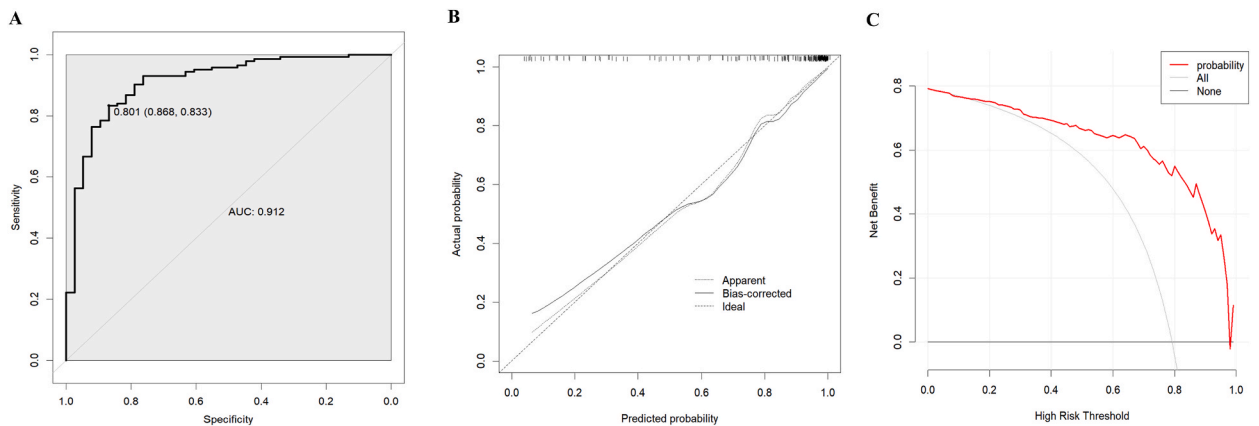 A
1.0
0.8
0.6
0.4
0.2
0.0
Sensitivity
0.801 (0.868, 0.833)
AUC: 0.912
1.0 0.8 0.6 0.4 0.2 0.0
Specificity
B
1.0
0.8
0.6
0.4
0.2
0.0
Actual probability
Apparent
Bias-corrected
Ideal
0.0 0.2 0.4 0.6 0.8 1.0
Predicted probability
C
probability
All
None
0.8
0.6
0.4
0.2
0.0
Net Benefit
0.0 0.2 0.4 0.6 0.8 1.0
High Risk Threshold